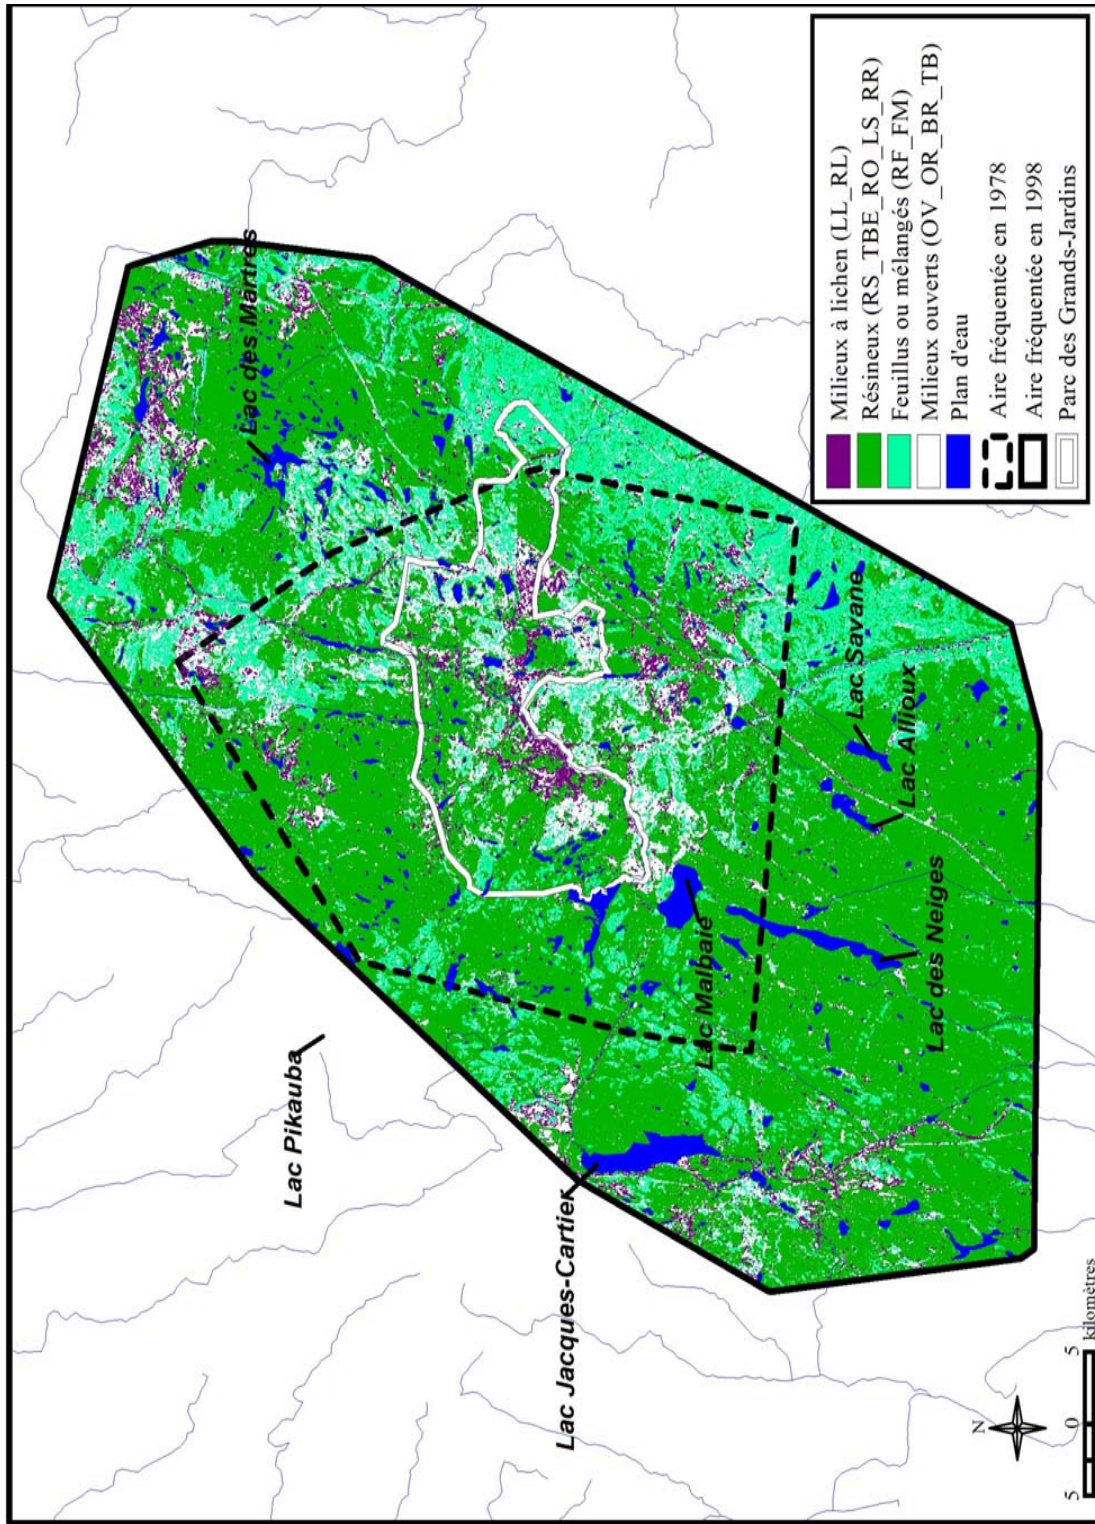 Lac des Martres
Lac Pikauba
Lac Jacques-Cartier
Lac Malbaie
Lac des Neiges
Lac Allioux
Lac Savane
Milieux à lichen (LL_RL)
Résineux (RS_TBE_RO_LS_RR)
Feuillus ou mélangés (RF_FM)
Milieux ouverts (OV_OR_BR_TB)
Plan d'eau
Aire fréquentée en 1978
Aire fréquentée en 1998
Parc des Grands-Jardins
N
5 0 5
kilomètres